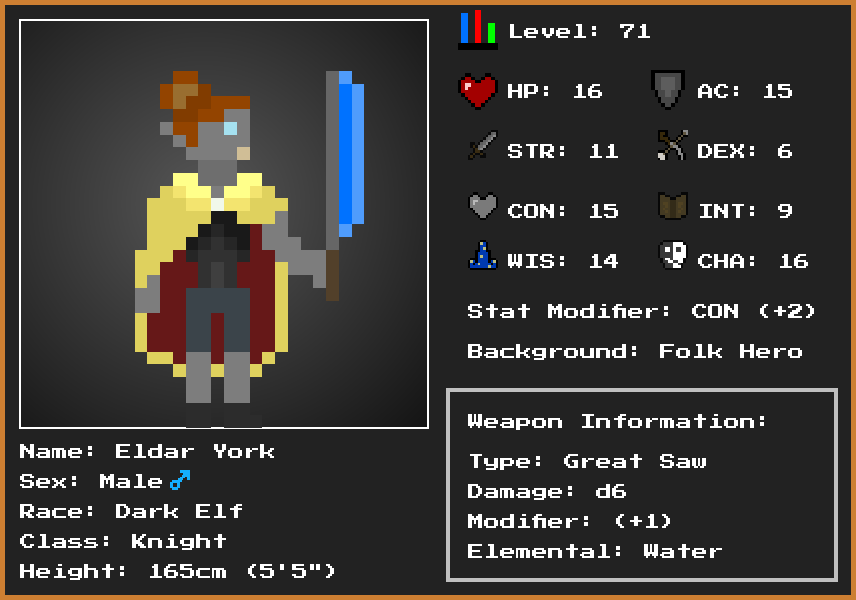 Level: 71
HP: 16 AC: 15
STR: 11 DEX: 6
CON: 15 INT: 9
WIS: 14 CHA: 16
Stat Modifier: CON (+2)
Background: Folk Hero
Weapon Information:
Type: Great Saw
Damage: d6
Modifier: (+1)
Elemental: Water
Name: Eldar York
Sex: Male ♂
Race: Dark Elf
Class: Knight
Height: 165cm (5'5")